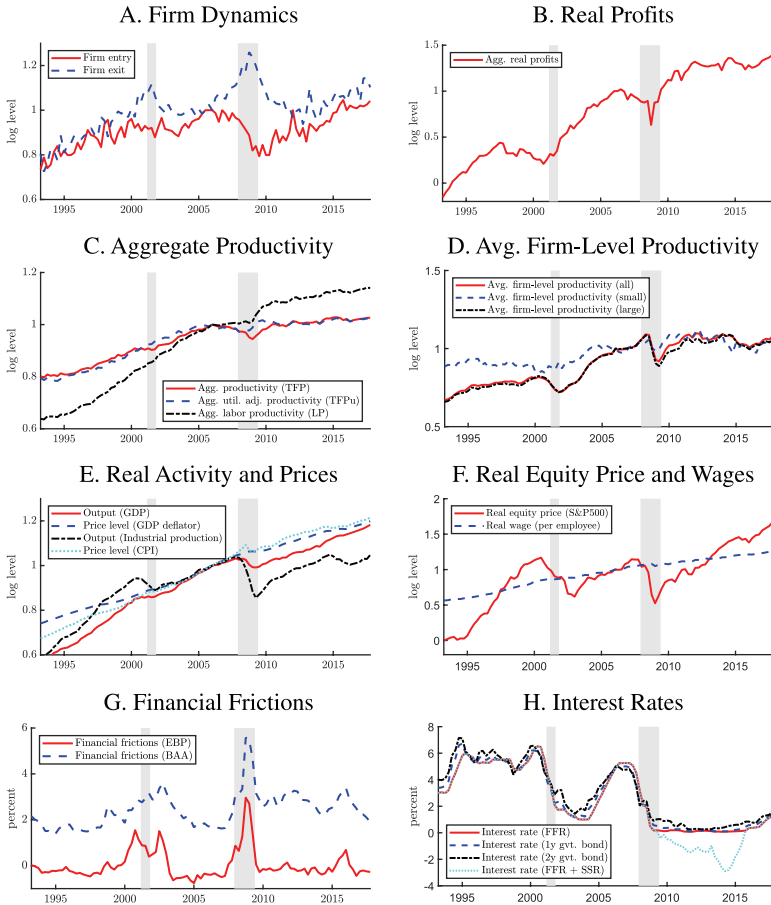 A. Firm Dynamics
Firm entry
Firm exit
log level
1.2
1
0.8
0.6
1995 2000 2005 2010 2015
B. Real Profits
Agg. real profits
log level
1.5
1
0.5
0
1995 2000 2005 2010 2015
C. Aggregate Productivity
log level
1.2
1
0.8
0.6
Agg. productivity (TFP)
Agg. util. adj. productivity (TFPu)
Agg. labor productivity (LP)
1995 2000 2005 2010 2015
D. Avg. Firm-Level Productivity
Avg. firm-level productivity (all)
Avg. firm-level productivity (small)
Avg. firm-level productivity (large)
log level
1.5
1
0.5
1995 2000 2005 2010 2015
E. Real Activity and Prices
Output (GDP)
Price level (GDP deflator)
Output (Industrial production)
Price level (CPI)
log level
1.2
1
0.8
0.6
1995 2000 2005 2010 2015
F. Real Equity Price and Wages
Real equity price (S&P500)
Real wage (per employee)
log level
2
1.5
1
0.5
0
1995 2000 2005 2010 2015
G. Financial Frictions
Financial frictions (EBP)
Financial frictions (BAA)
percent
6
4
2
0
1995 2000 2005 2010 2015
H. Interest Rates
percent
8
6
4
2
0
-2
-4
Interest rate (FFR)
Interest rate (1y gvt. bond)
Interest rate (2y gvt. bond)
Interest rate (FFR + SSR)
1995 2000 2005 2010 2015